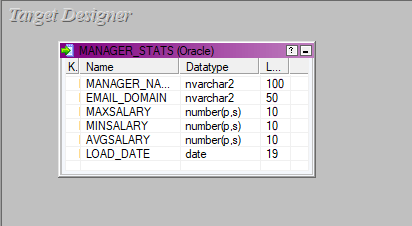 Target Designer
MANAGER_STATS (Oracle) ?
K. Name Datatype L...
MANAGER_NA... nvarchar2 100
EMAIL_DOMAIN nvarchar2 50
MAXSALARY number(p,s) 10
MINSALARY number(p,s) 10
AVGSALARY number(p,s) 10
LOAD_DATE date 19